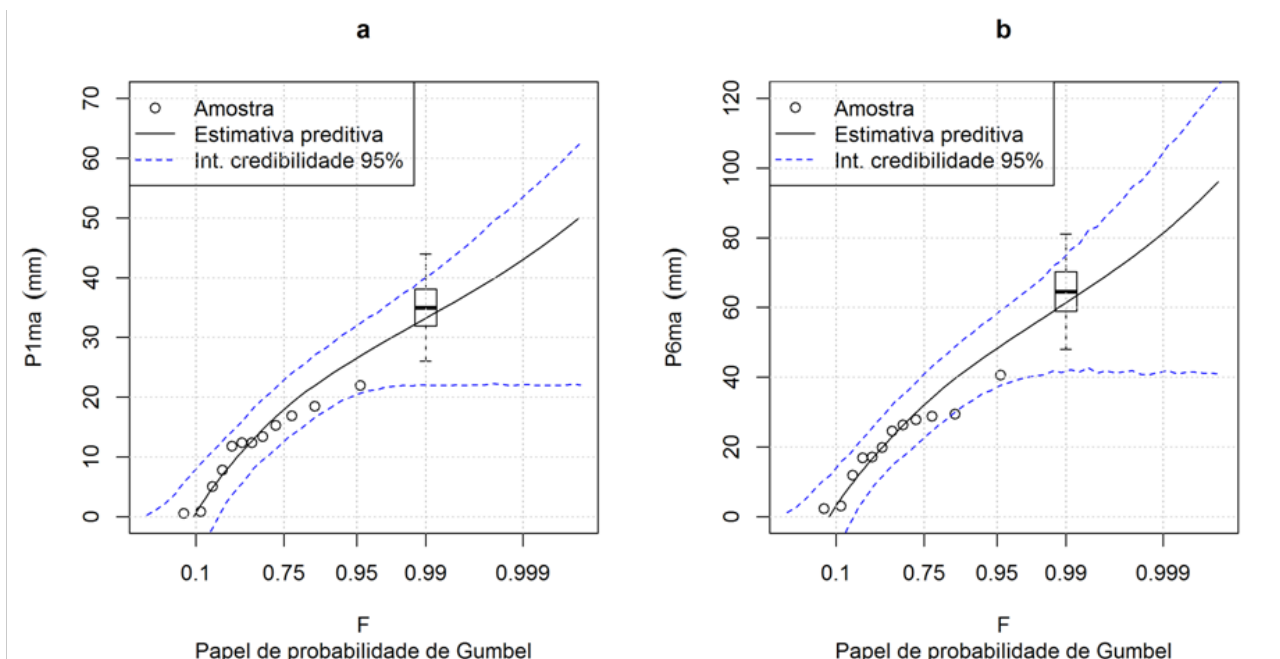 a
70
60
50
40
30
20
10
0
P1ma (mm)
Amostra
Estimativa preditiva
Int. credibilidade 95%
0.1 0.75 0.95 0.99 0.999
F
Papel de probabilidade de Gumbel
b
120
100
80
60
40
20
0
P6ma (mm)
Amostra
Estimativa preditiva
Int. credibilidade 95%
0.1 0.75 0.95 0.99 0.999
F
Papel de probabilidade de Gumbel